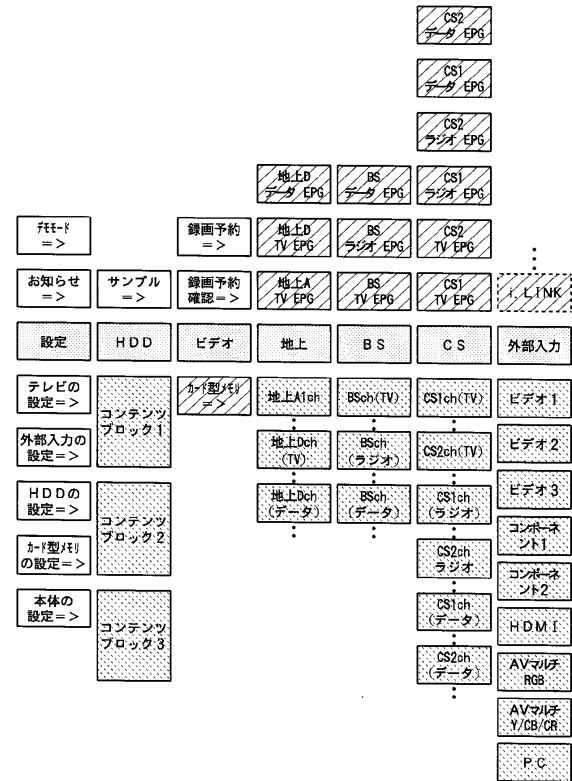 CS2
データ EPG
CS1
データ EPG
CS2
ラジオ EPG
地上D
データ EPG
BS
データ EPG
CS1
ラジオ EPG
デモモード
=>
録画予約
=>
地上D
TV EPG
BS
ラジオ EPG
CS2
TV EPG
お知らせ
=>
サンプル
=>
録画予約
確認=>
地上A
TV EPG
BS
TV EPG
CS1
TV EPG
i. LINK
設定
HDD
ビデオ
地上
BS
CS
外部入力
テレビの
設定=>
コンテンツ
ブロック1
カード型メモリ
=>
地上A1ch
BSch(TV)
CS1ch(TV)
ビデオ1
外部入力の
設定=>
地上Dch
(TV)
BSch
(ラジオ)
CS2ch(TV)
ビデオ2
HDDの
設定=>
コンテンツ
ブロック2
地上Dch
(データ)
BSch
(データ)
CS1ch
(ラジオ)
ビデオ3
カード型メモリ
の設定=>
CS2ch
ラジオ
コンポーネ
ント1
コンポーネ
ント2
本体の
設定=>
コンテンツ
ブロック3
CS1ch
(データ)
HDMI
CS2ch
(データ)
AVマルチ
RGB
AVマルチ
Y/CB/CR
PC